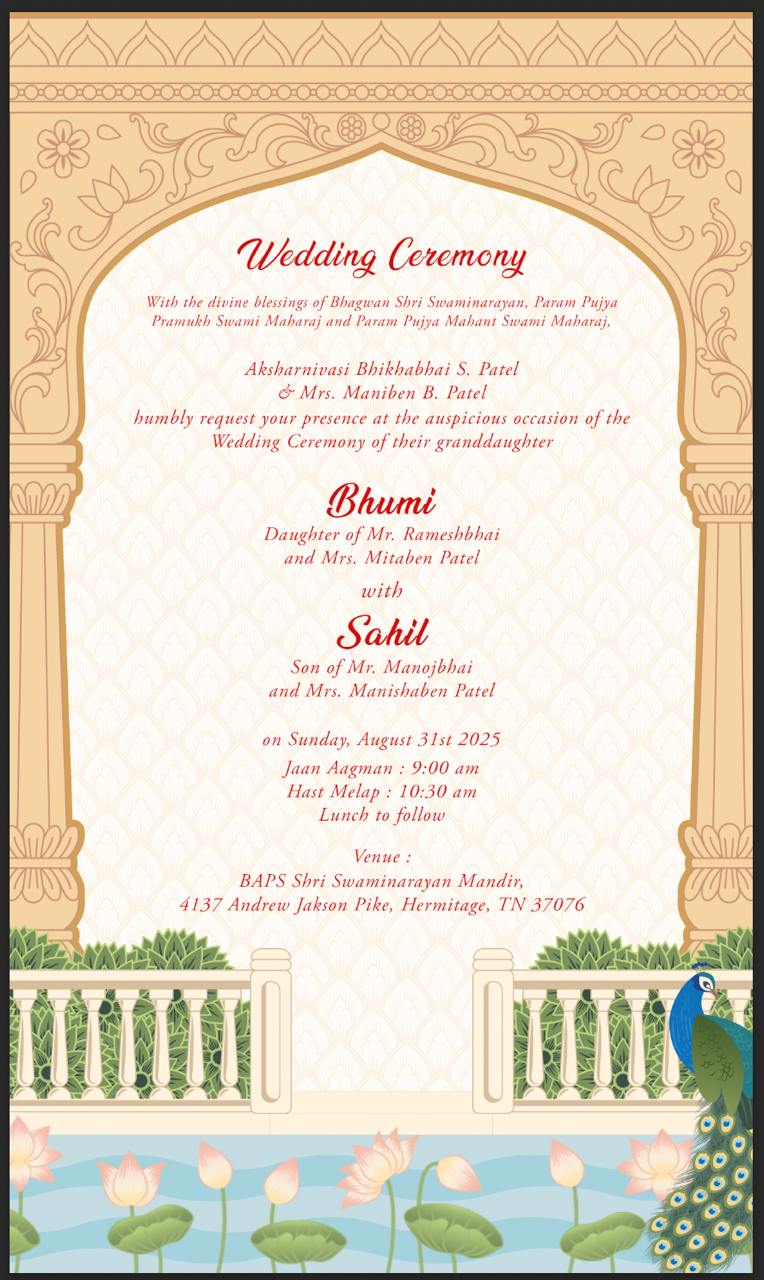 Wedding Ceremony
With the divine blessings of Bhagwan Shri Swaminarayan, Param Pujya
Pramukh Swami Maharaj and Param Pujya Mahant Swami Maharaj,
Aksharnivasi Bhikhabhai S. Patel
& Mrs. Maniben B. Patel
humbly request your presence at the auspicious occasion of the
Wedding Ceremony of their granddaughter
Bhumi
Daughter of Mr. Rameshbhai
and Mrs. Mitaben Patel
with
Sahil
Son of Mr. Manojbhai
and Mrs. Manishaben Patel
on Sunday, August 31st 2025
Jaan Aagman : 9:00 am
Hast Melap : 10:30 am
Lunch to follow
Venue :
BAPS Shri Swaminarayan Mandir,
4137 Andrew Jakson Pike, Hermitage, TN 37076